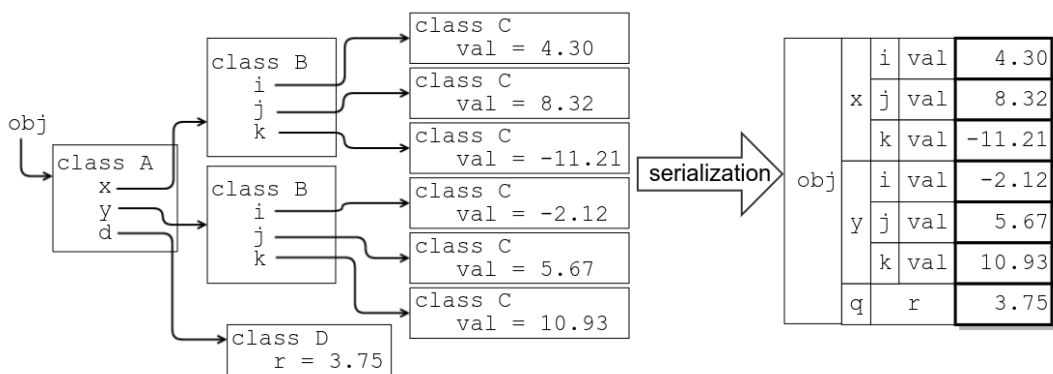 obj
class A
x
y
d
class B
i
j
k
class B
i
j
k
class D
r = 3.75
class C
val = 4.30
class C
val = 8.32
class C
val = -11.21
class C
val = -2.12
class C
val = 5.67
class C
val = 10.93
serialization
obj
x
i val 4.30
j val 8.32
k val -11.21
y
i val -2.12
j val 5.67
k val 10.93
q r 3.75